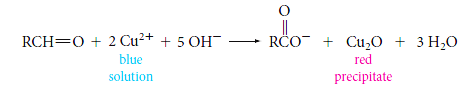 O
RCH=O + 2 Cu²⁺ + 5 OH⁻ ⟶ RCO⁻ + Cu₂O + 3 H₂O
blue red
solution precipitate